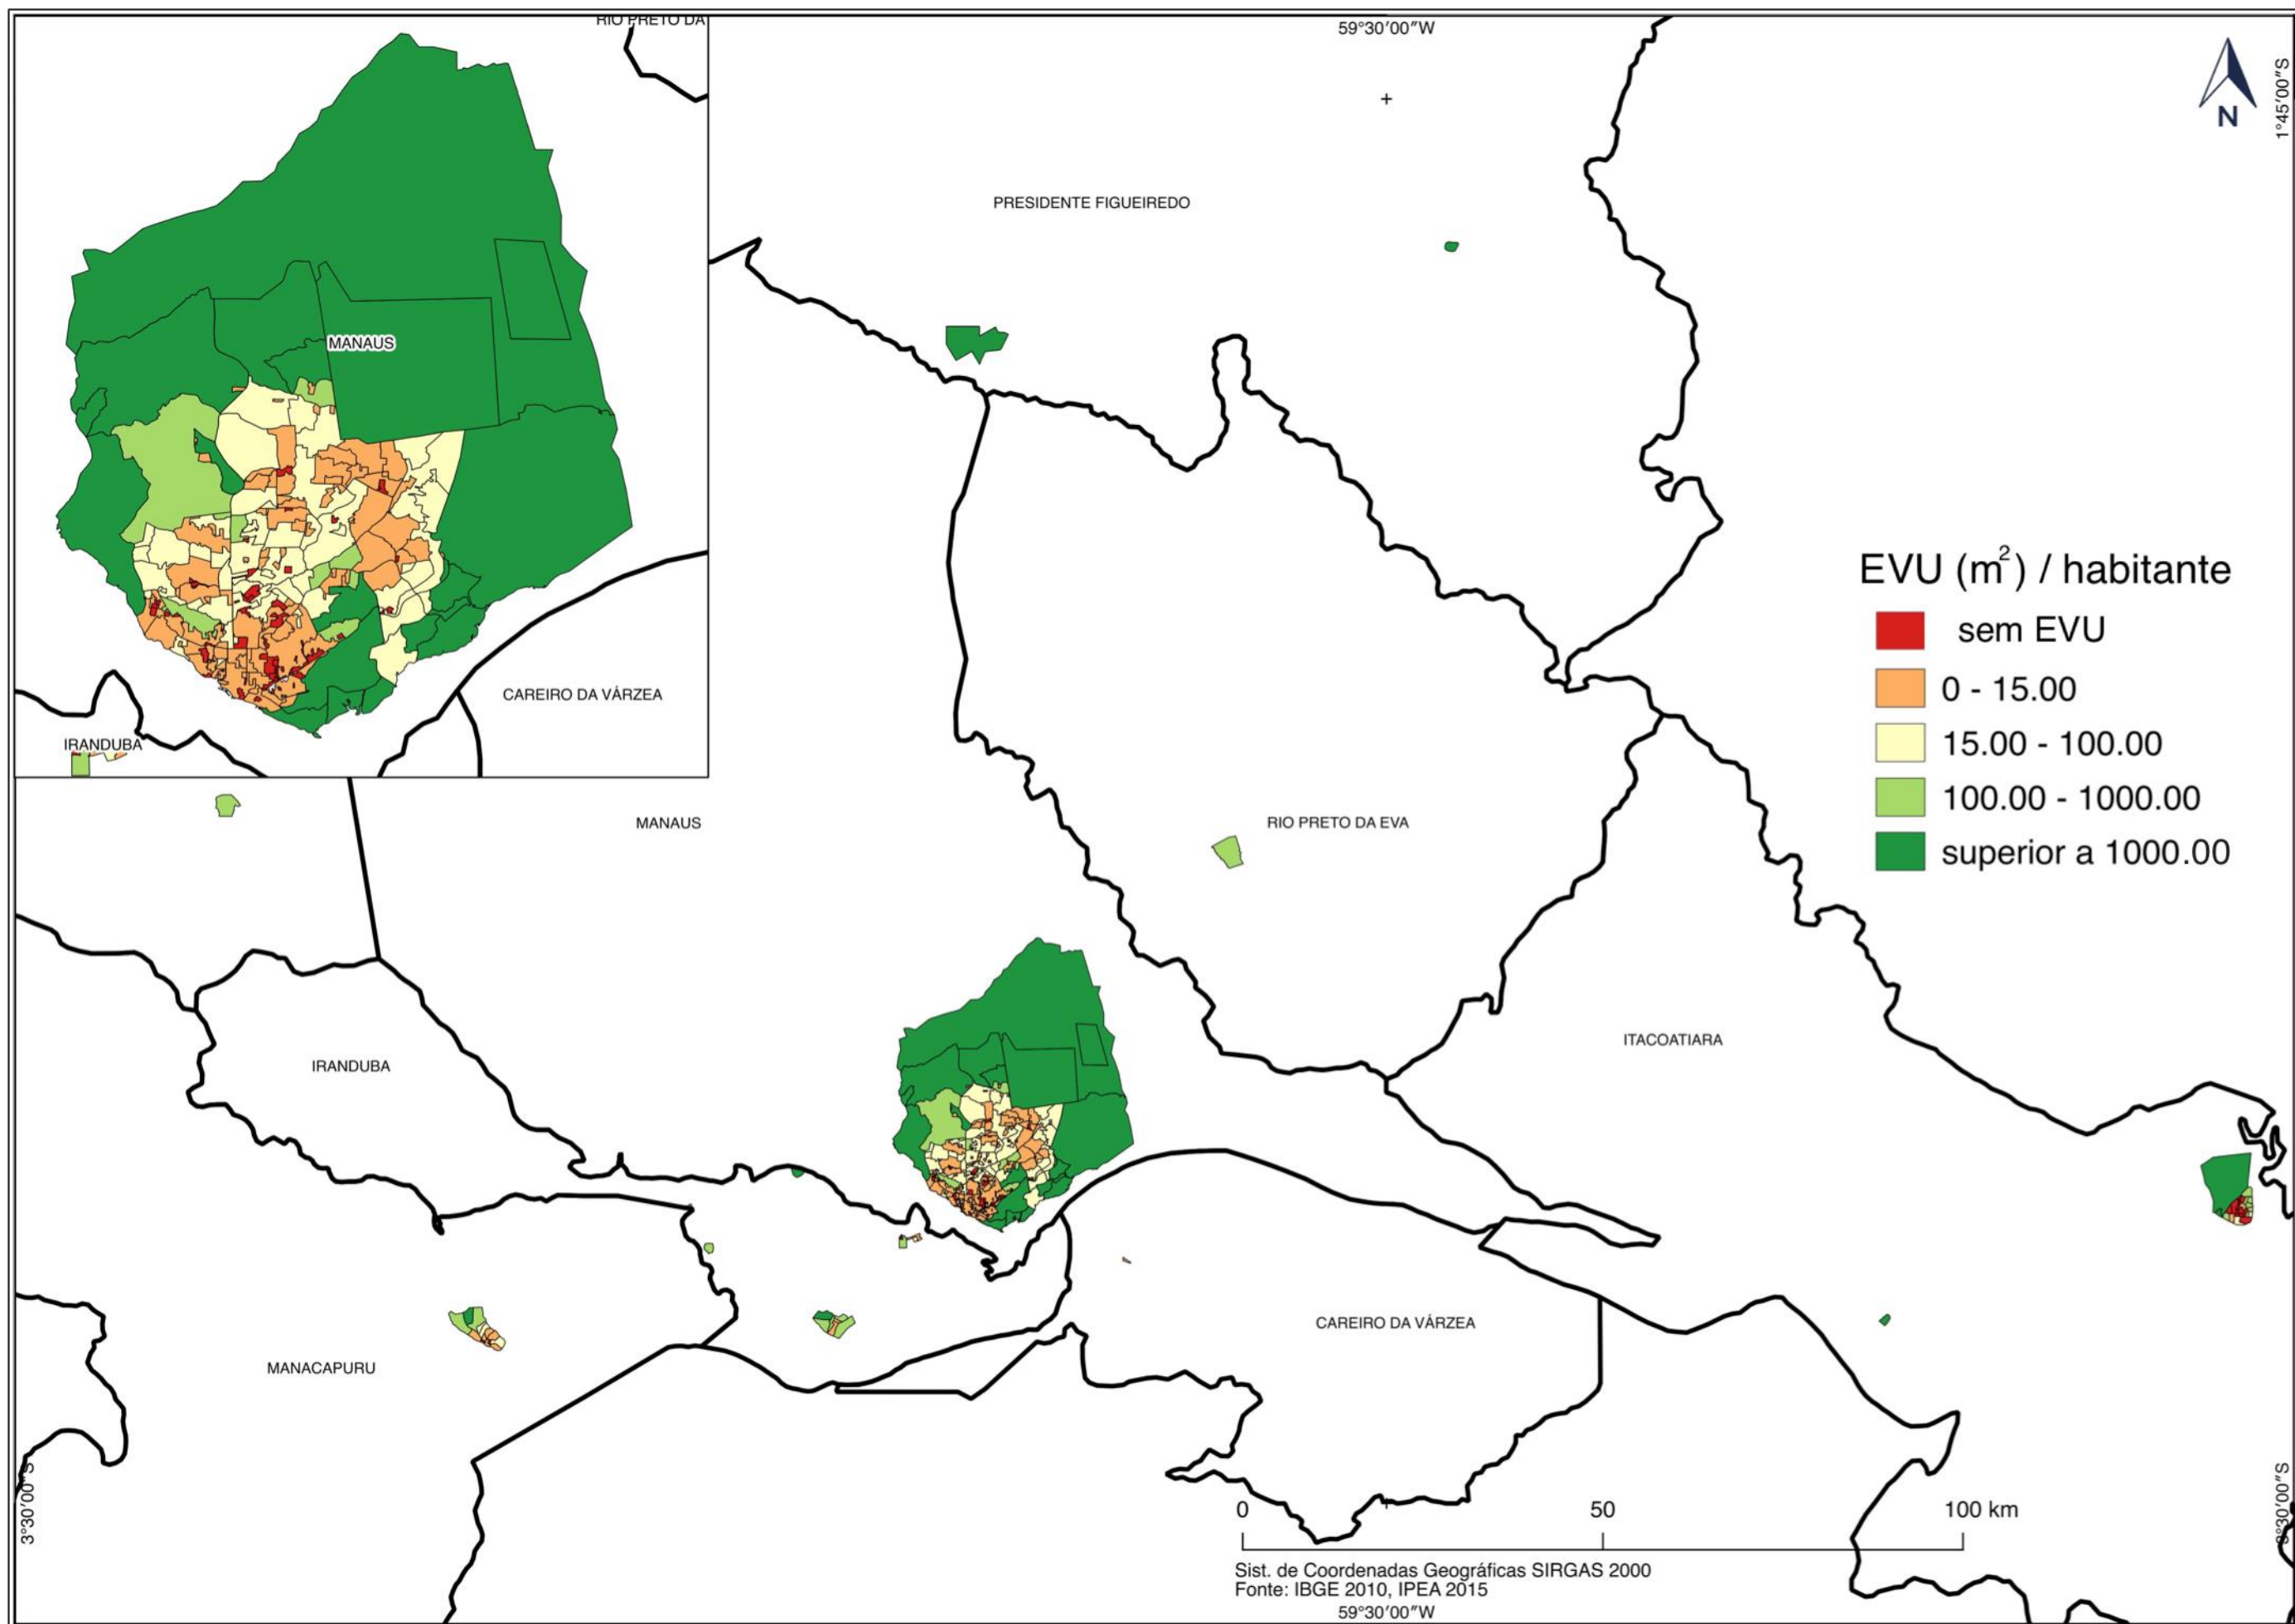 RIO PRETO DA
59°30′00″W
1°45′00″S
N
PRESIDENTE FIGUEIREDO
MANAUS
CAREIRO DA VÁRZEA
IRANDUBA
EVU (m²) / habitante
sem EVU
0 - 15.00
15.00 - 100.00
100.00 - 1000.00
superior a 1000.00
MANAUS
RIO PRETO DA EVA
IRANDUBA
ITACOATIARA
CAREIRO DA VÁRZEA
MANACAPURU
3°30′00″S
3°30′00″S
0 50 100 km
Sist. de Coordenadas Geográficas SIRGAS 2000
Fonte: IBGE 2010, IPEA 2015
59°30′00″W